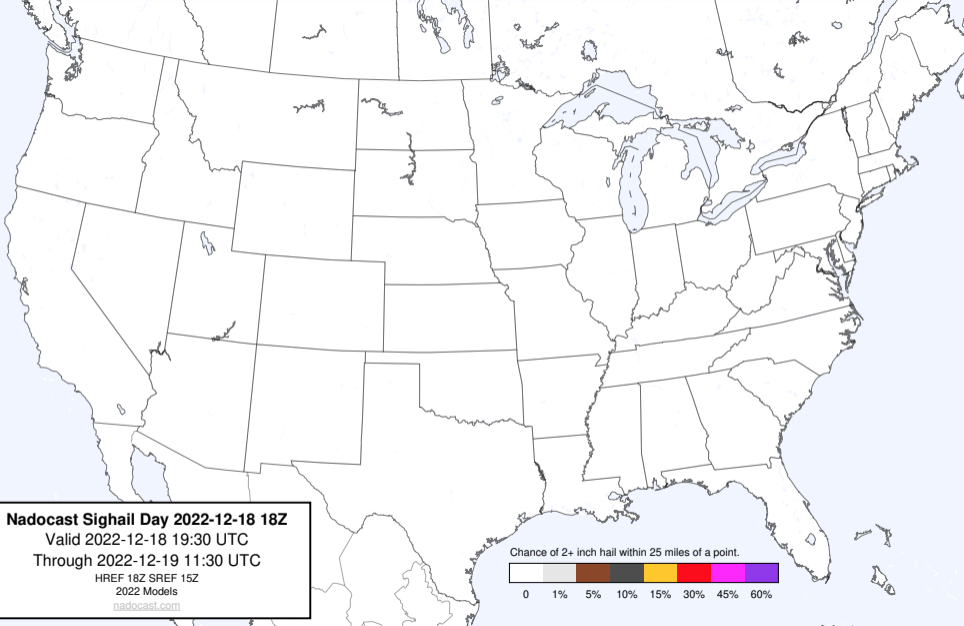 Nadocast Sighail Day 2022-12-18 18Z
Valid 2022-12-18 19:30 UTC
Through 2022-12-19 11:30 UTC
HREF 18Z SREF 15Z
2022 Models
nadocast.com
Chance of 2+ inch hail within 25 miles of a point.
0 1% 5% 10% 15% 30% 45% 60%